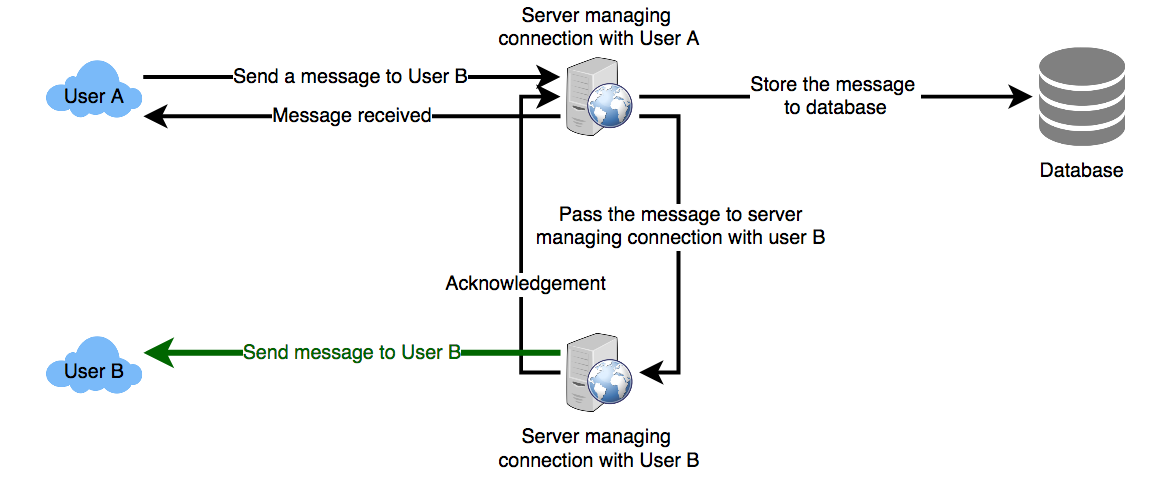 Server managing
connection with User A
Send a message to User B
User A
Message received
Store the message
to database
Database
Pass the message to server
managing connection with user B
Acknowledgement
Send message to User B
User B
Server managing
connection with User B